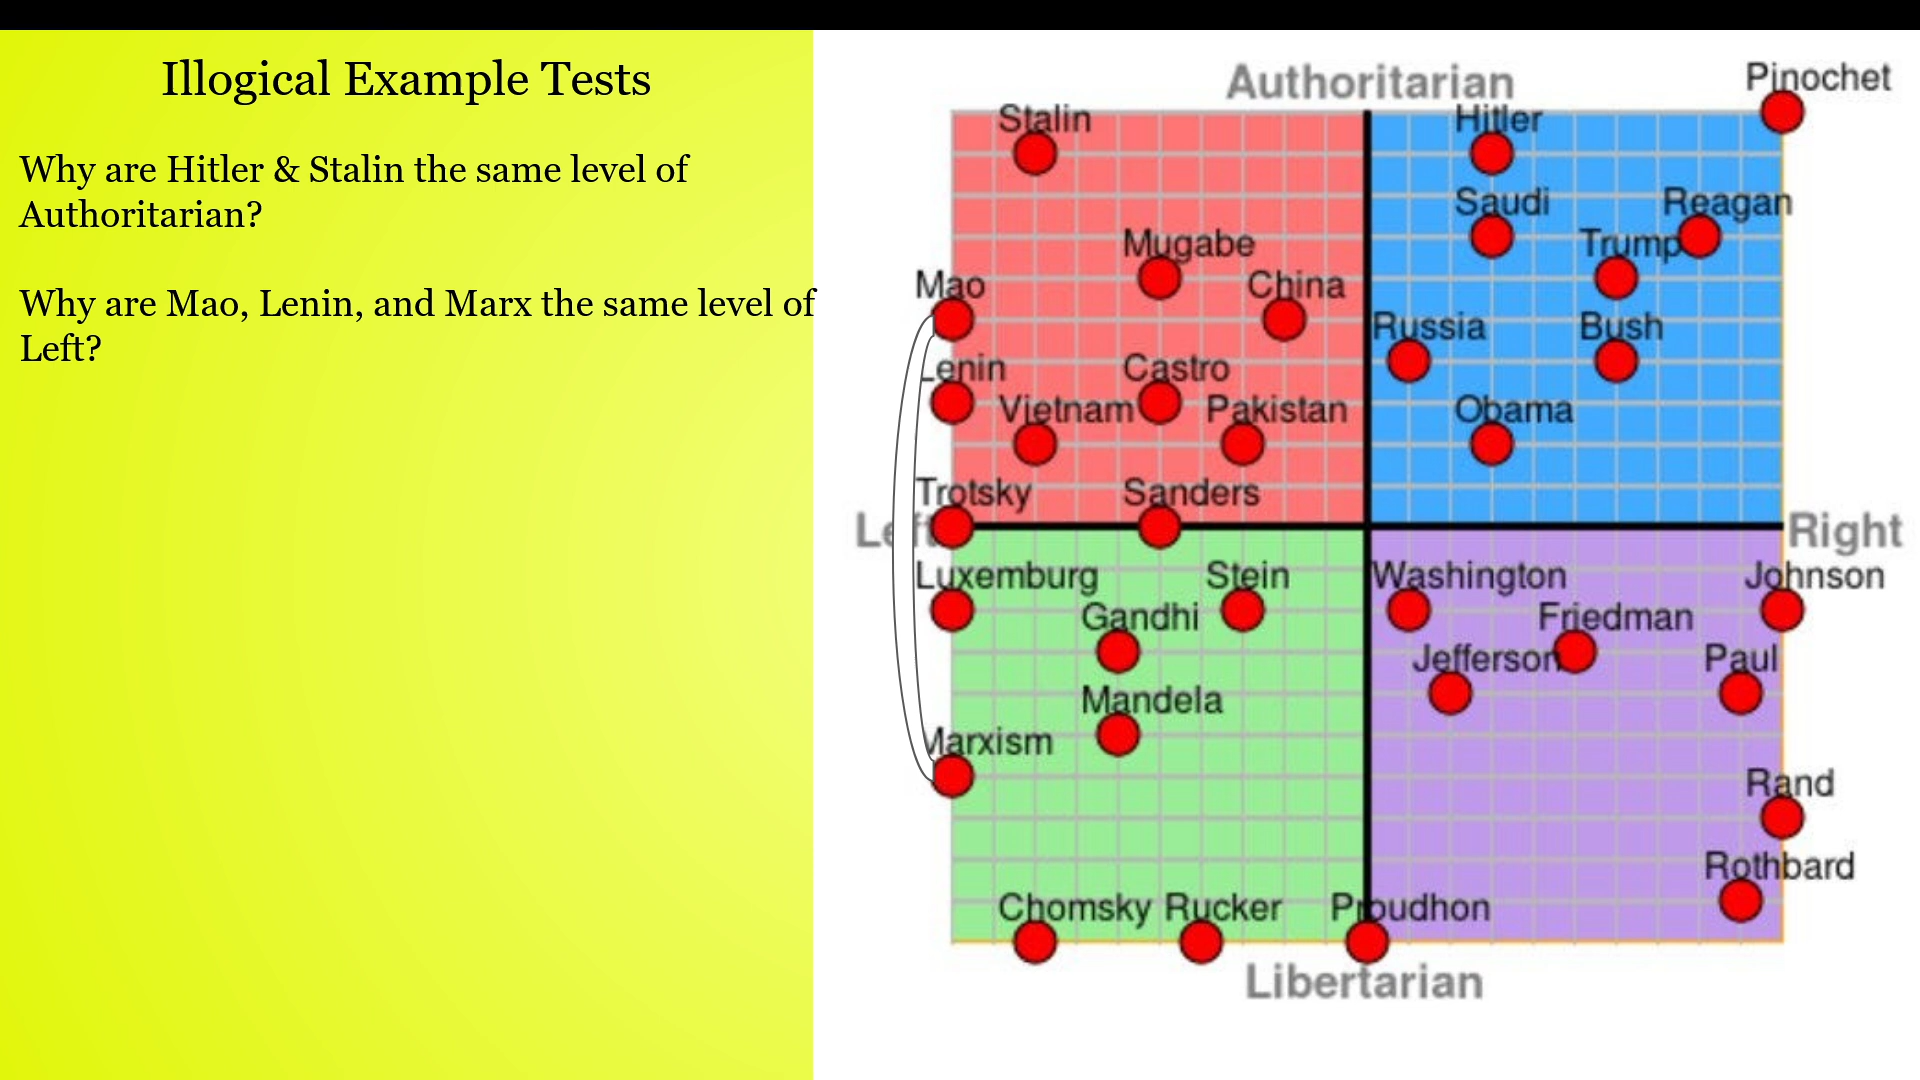 Illogical Example Tests
Why are Hitler & Stalin the same level of
Authoritarian?
Why are Mao, Lenin, and Marx the same level of
Left?
Authoritarian
Pinochet
Stalin
Hitler
Saudi
Reagan
Mugabe
Trump
Mao
China
Russia
Bush
Lenin
Castro
Vietnam
Pakistan
Obama
Trotsky
Sanders
Left
Right
Luxemburg
Stein
Washington
Johnson
Gandhi
Friedman
Jefferson
Paul
Mandela
Marxism
Rand
Rothbard
Chomsky
Rucker
Proudhon
Libertarian